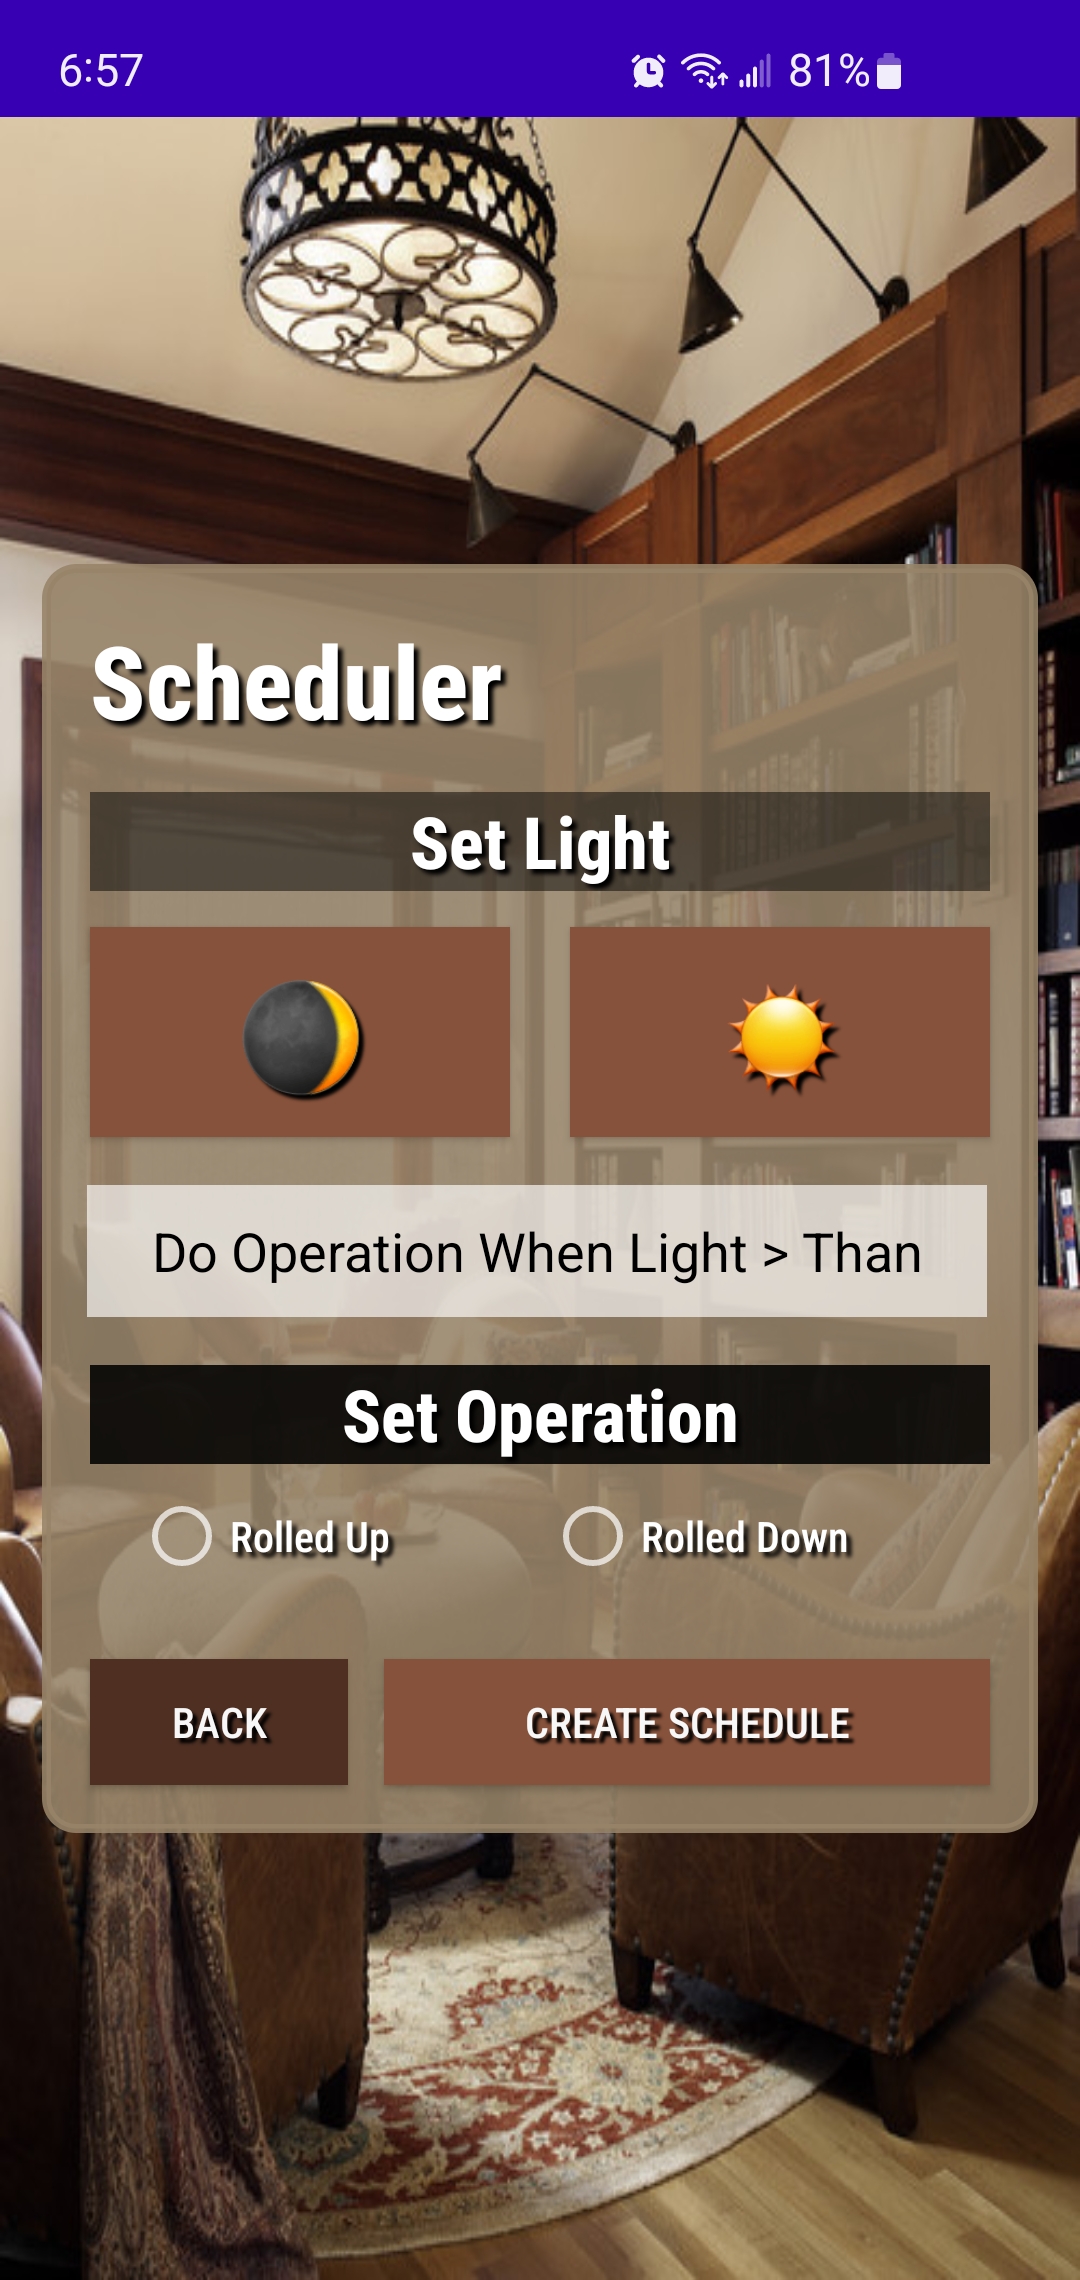 6:57 81%
Scheduler
Set Light
Do Operation When Light > Than
Set Operation
Rolled Up Rolled Down
BACK CREATE SCHEDULE